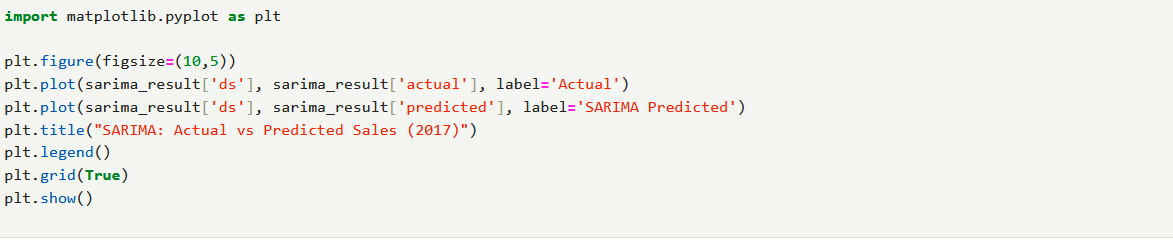 import matplotlib.pyplot as plt
plt.figure(figsize=(10,5))
plt.plot(sarima_result['ds'], sarima_result['actual'], label='Actual')
plt.plot(sarima_result['ds'], sarima_result['predicted'], label='SARIMA Predicted')
plt.title("SARIMA: Actual vs Predicted Sales (2017)")
plt.legend()
plt.grid(True)
plt.show()